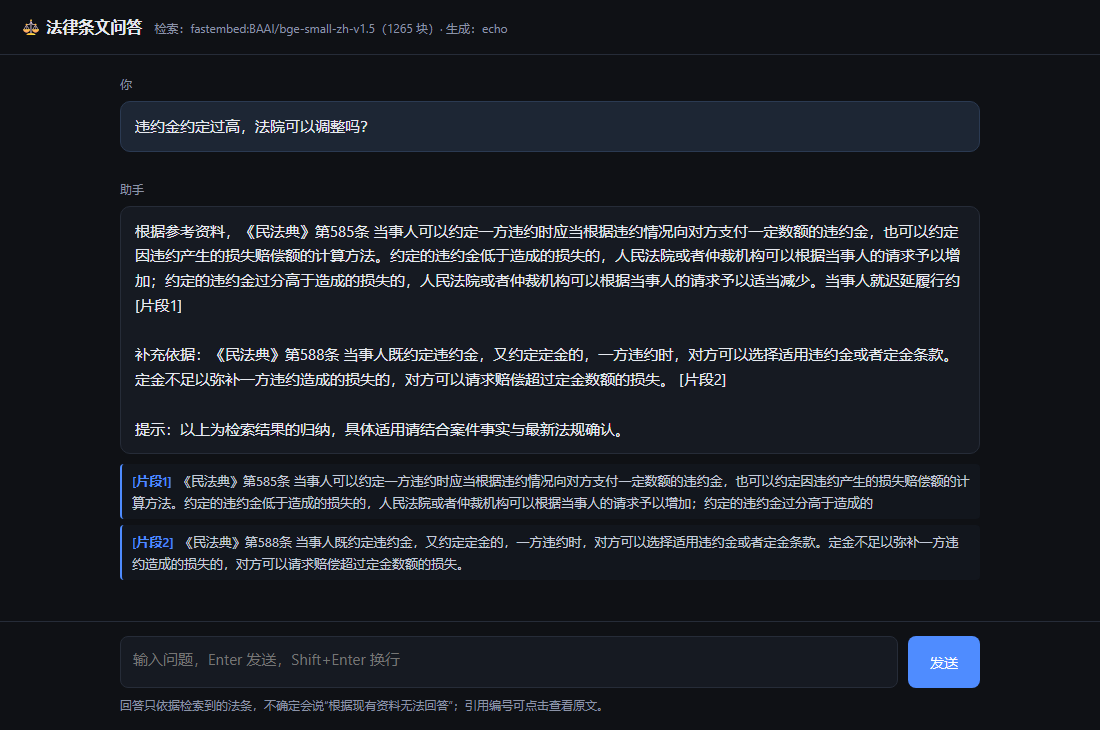 ⚖️ 法律条文问答 检索：fastembed:BAAI/bge-small-zh-v1.5（1265 块）· 生成：echo
你
违约金约定过高，法院可以调整吗？
助手
根据参考资料，《民法典》第585条 当事人可以约定一方违约时应当根据违约情况向对方支付一定数额的违约金，也可以约定
因违约产生的损失赔偿额的计算方法。约定的违约金低于造成的损失的，人民法院或者仲裁机构可以根据当事人的请求予以增
加；约定的违约金过分高于造成的损失的，人民法院或者仲裁机构可以根据当事人的请求予以适当减少。当事人就迟延履行约
[片段1]
补充依据：《民法典》第588条 当事人既约定违约金，又约定定金的，一方违约时，对方可以选择适用违约金或者定金条款。
定金不足以弥补一方违约造成的损失的，对方可以请求赔偿超过定金数额的损失。 [片段2]
提示：以上为检索结果的归纳，具体适用请结合案件事实与最新法规确认。
[片段1] 《民法典》第585条 当事人可以约定一方违约时应当根据违约情况向对方支付一定数额的违约金，也可以约定因违约产生的损失赔偿额的计
算方法。约定的违约金低于造成的损失的，人民法院或者仲裁机构可以根据当事人的请求予以增加；约定的违约金过分高于造成的
[片段2] 《民法典》第588条 当事人既约定违约金，又约定定金的，一方违约时，对方可以选择适用违约金或者定金条款。定金不足以弥补一方违
约造成的损失的，对方可以请求赔偿超过定金数额的损失。
输入问题，Enter 发送，Shift+Enter 换行
发送
回答只依据检索到的法条，不确定会说“根据现有资料无法回答”；引用编号可点击查看原文。